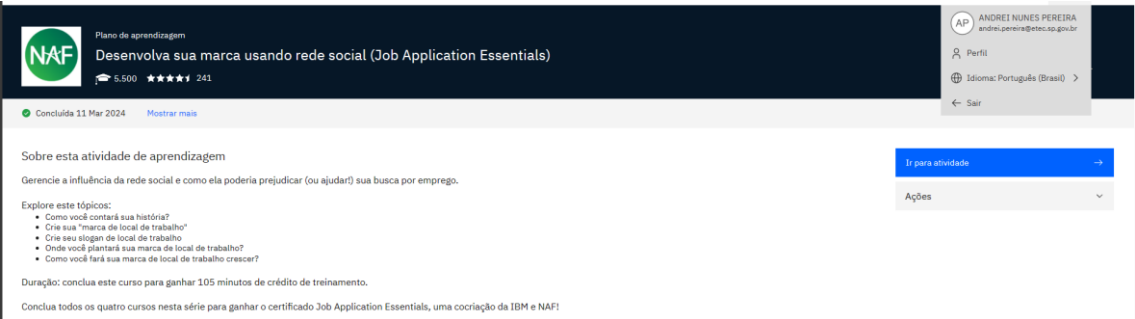 NAF
Plano de aprendizagem
Desenvolva sua marca usando rede social (Job Application Essentials)
5.500 241
AP
ANDREI NUNES PEREIRA
andrei.pereira@etec.sp.gov.br
Perfil
Idioma: Português (Brasil)
Sair
Concluída 11 Mar 2024 Mostrar mais
Sobre esta atividade de aprendizagem
Gerencie a influência da rede social e como ela poderia prejudicar (ou ajudar!) sua busca por emprego.
Explore este tópicos:
Como você contará sua história?
Crie sua "marca de local de trabalho"
Crie seu slogan de local de trabalho
Onde você plantará sua marca de local de trabalho?
Como você fará sua marca de local de trabalho crescer?
Duração: conclua este curso para ganhar 105 minutos de crédito de treinamento.
Conclua todos os quatro cursos nesta série para ganhar o certificado Job Application Essentials, uma cocriação da IBM e NAF!
Ir para atividade
Ações